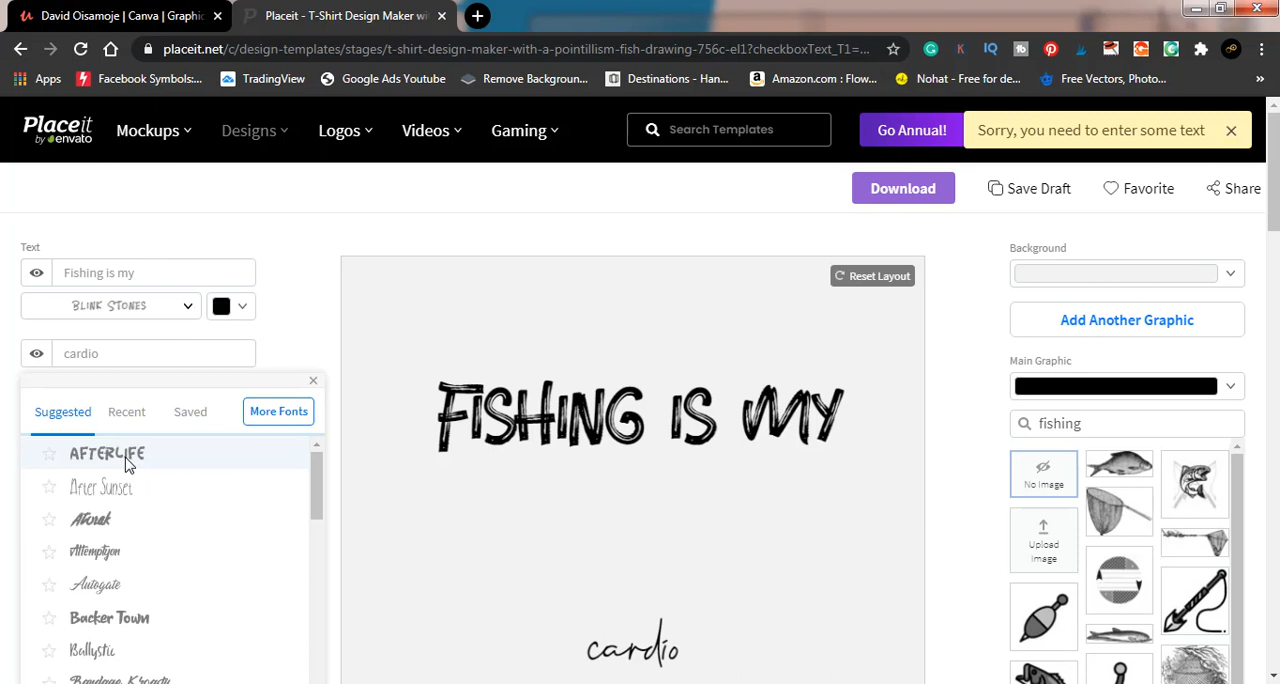 David Oisamoje | Canva | Graphic
Placeit - T-Shirt Design Maker wi
placeit.net/c/design-templates/stages/t-shirt-design-maker-with-a-pointillism-fish-drawing-756c-el1?checkboxText_T1=...
Apps
Facebook Symbols:...
TradingView
Google Ads Youtube
Remove Backgroun...
Destinations - Han...
Amazon.com : Flow...
Nohat - Free for de...
Free Vectors, Photo...
Placeit
by envato
Mockups
Designs
Logos
Videos
Gaming
Search Templates
Go Annual!
Sorry, you need to enter some text
Download
Save Draft
Favorite
Share
Text
Fishing is my
BLINK STONES
cardio
Suggested
Recent
Saved
More Fonts
AFTERLIFE
After Sunset
Afwak
Attemptyon
Autogate
Backer Town
Ballystic
Bandage Kroady
Reset Layout
FISHING IS MY
cardio
Background
Add Another Graphic
Main Graphic
fishing
No Image
Upload
Image